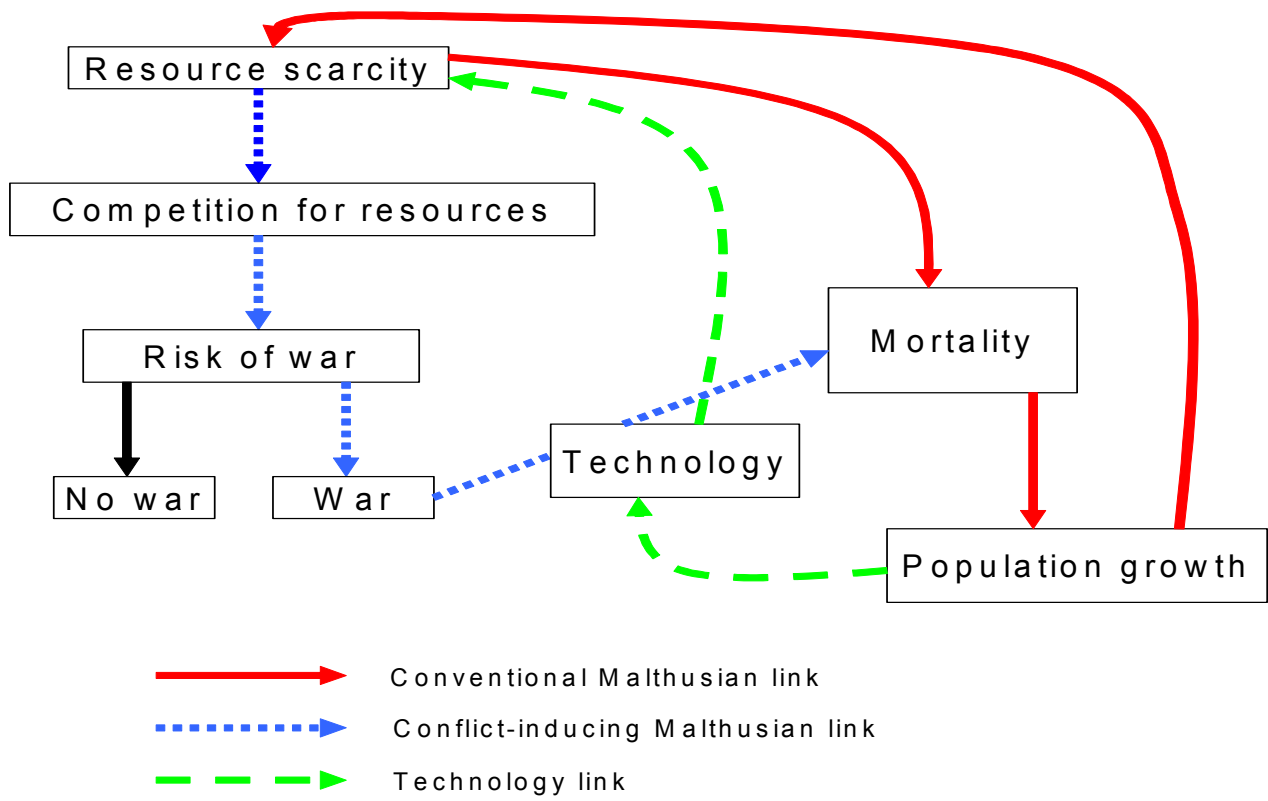 Resource scarcity
Competition for resources
Risk of war
Mortality
Technology
No war
War
Population growth
Conventional Malthusian link
Conflict-inducing Malthusian link
Technology link